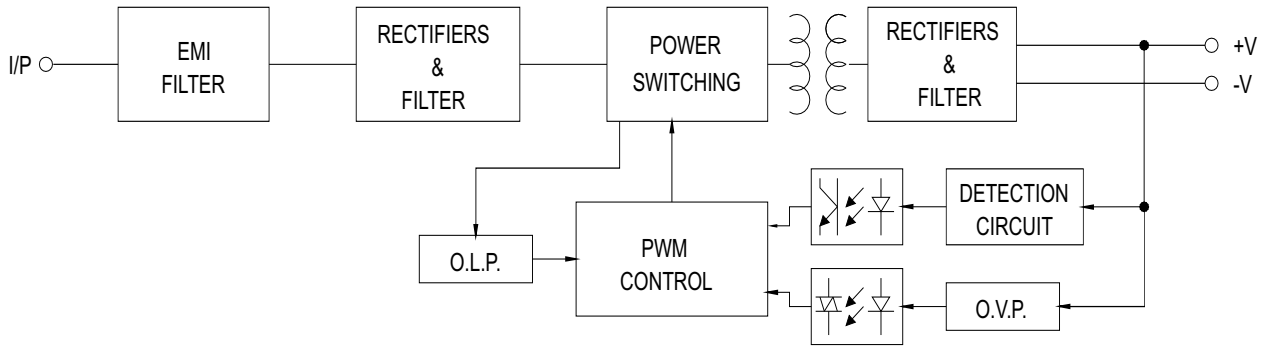 I/P
EMI
FILTER
RECTIFIERS
&
FILTER
POWER
SWITCHING
RECTIFIERS
&
FILTER
+V
-V
O.L.P.
PWM
CONTROL
DETECTION
CIRCUIT
O.V.P.